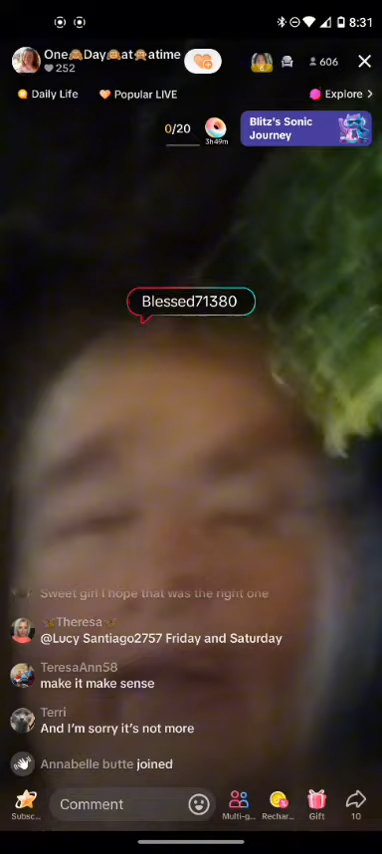 8:31
One🙈Day🙈at🙈atime
252
606
Daily Life
Popular LIVE
Explore >
0/20
3h49m
Blitz's Sonic
Journey
Blessed71380
Sweet girl I hope that was the right one
Theresa
@Lucy Santiago2757 Friday and Saturday
TeresaAnn58
make it make sense
Terri
And I'm sorry it's not more
Annabelle butte joined
Comment
Subsc...
Multi-g...
Rechar...
Gift
10